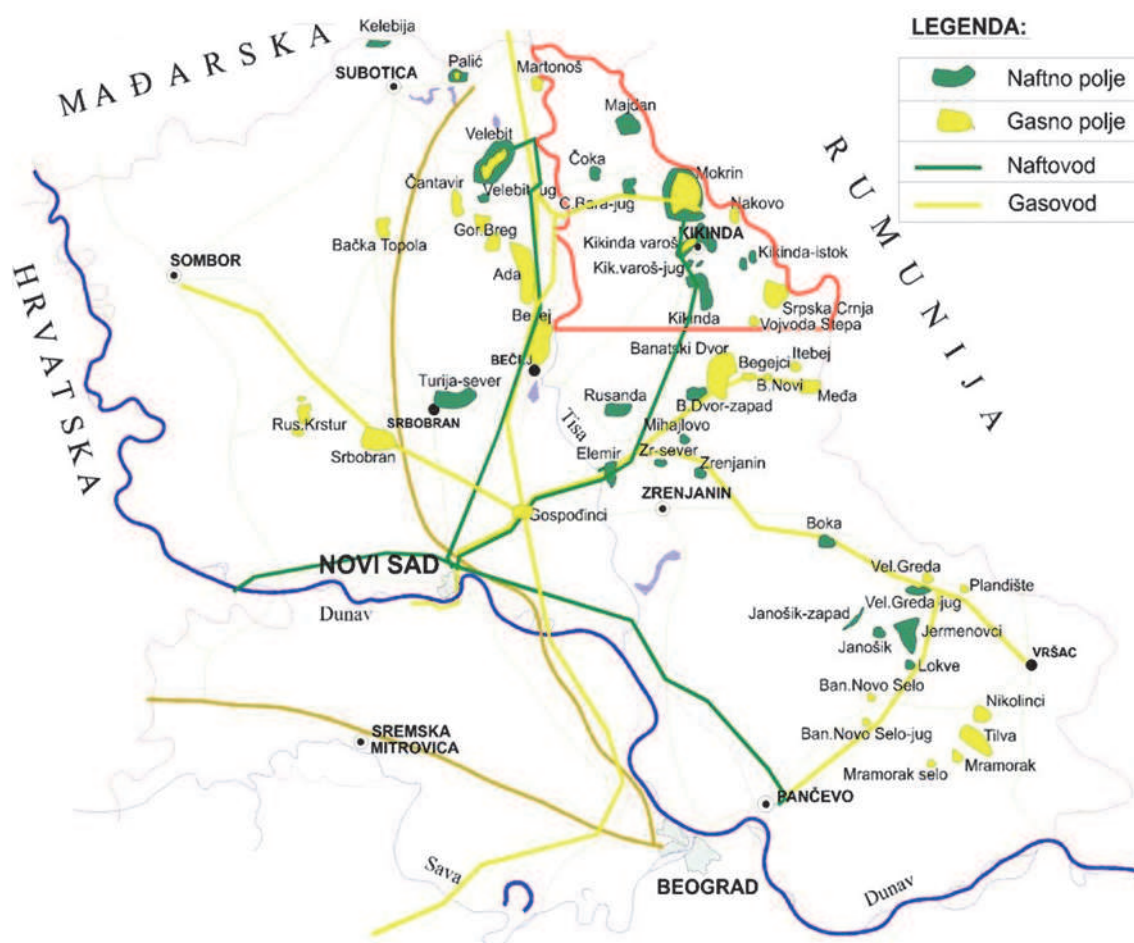 LEGENDA:
Naftno polje
Gasno polje
Naftovod
Gasovod
MAĐARSKA
RUMUNIJA
HRVATSKA
Kelebija
Palić
SUBOTICA
Martonoš
Majdan
Velebit
Čoka
Mokrin
Čantavir
Velebit jug
C.Bara-jug
Nakovo
Bačka Topola
Gor.Breg
Kikinda varoš
KIKINDA
Kikinda-istok
SOMBOR
Ada
Kik.varoš-jug
Srpska Crnja
Bečej
Kikinda
Vojvoda Stepa
BEČEJ
Banatski Dvor
Begejci
Itebej
Turija-sever
Rusanda
B.Novi
Međa
B.Dvor-zapad
SRBOBRAN
Rus.Krstur
Tisa
Mihajlovo
Srbobran
Elemir
Zr-sever
Zrenjanin
ZRENJANIN
Gospođinci
Boka
NOVI SAD
Vel.Greda
Plandište
Dunav
Janošik-zapad
Vel.Greda jug
Jermenovci
Janošik
VRŠAC
Lokve
Ban.Novo Selo
Nikolinci
SREMSKA
MITROVICA
Ban.Novo Selo-jug
Tilva
Mramorak selo
Mramorak
PANČEVO
Sava
BEOGRAD
Dunav